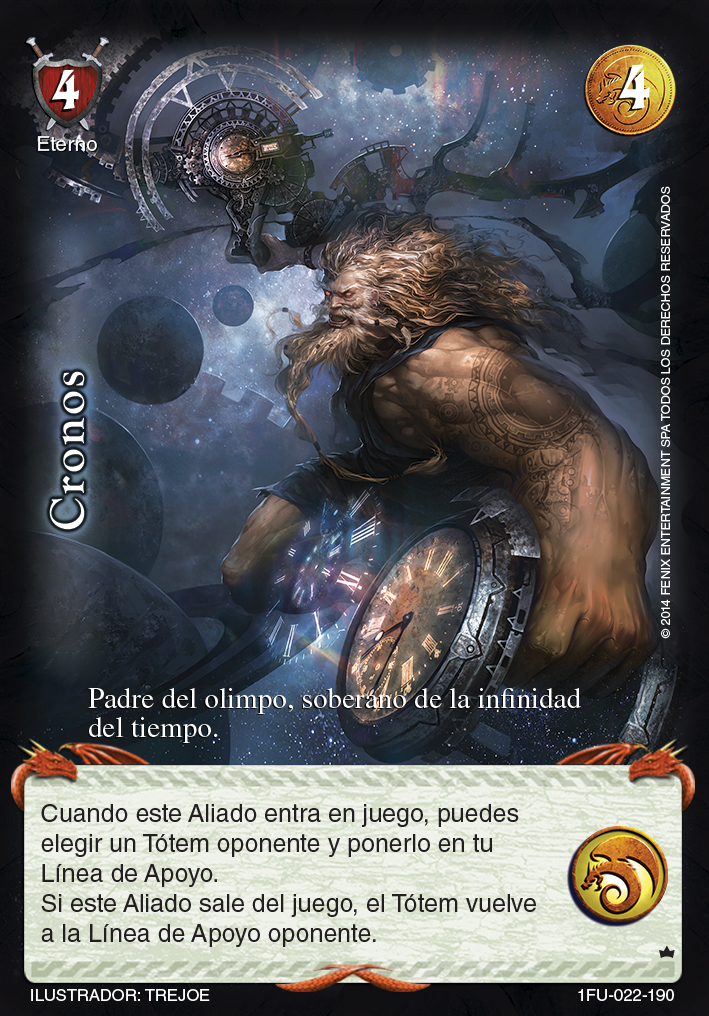 4
4
Eterno
Cronos
© 2014 FENIX ENTERTAINMENT SPA TODOS LOS DERECHOS RESERVADOS
Padre del olimpo, soberano de la infinidad
del tiempo.
Cuando este Aliado entra en juego, puedes
elegir un Tótem oponente y ponerlo en tu
Línea de Apoyo.
Si este Aliado sale del juego, el Tótem vuelve
a la Línea de Apoyo oponente.
ILUSTRADOR: TREJOE
1FU-022-190